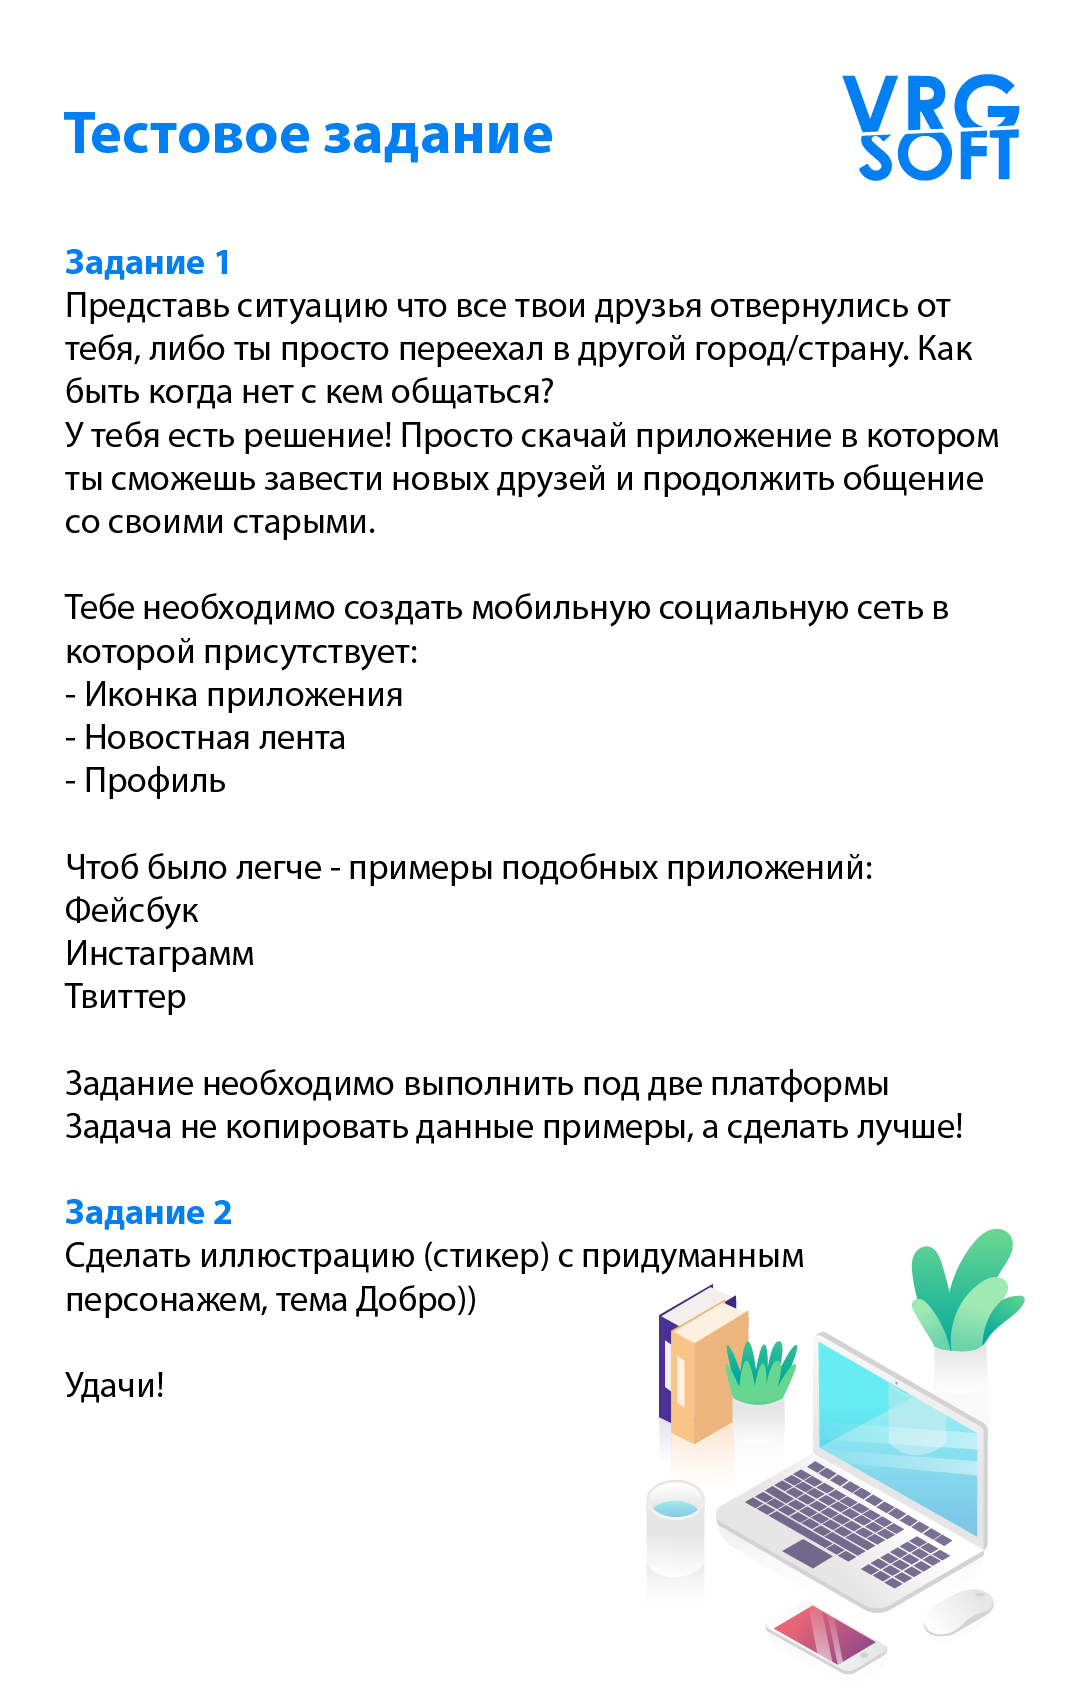 Тестовое задание
VRG
SOFT
Задание 1
Представь ситуацию что все твои друзья отвернулись от
тебя, либо ты просто переехал в другой город/страну. Как
быть когда нет с кем общаться?
У тебя есть решение! Просто скачай приложение в котором
ты сможешь завести новых друзей и продолжить общение
со своими старыми.
Тебе необходимо создать мобильную социальную сеть в
которой присутствует:
- Иконка приложения
- Новостная лента
- Профиль
Чтоб было легче - примеры подобных приложений:
Фейсбук
Инстаграмм
Твиттер
Задание необходимо выполнить под две платформы
Задача не копировать данные примеры, а сделать лучше!
Задание 2
Сделать иллюстрацию (стикер) с придуманным
персонажем, тема Добро))
Удачи!